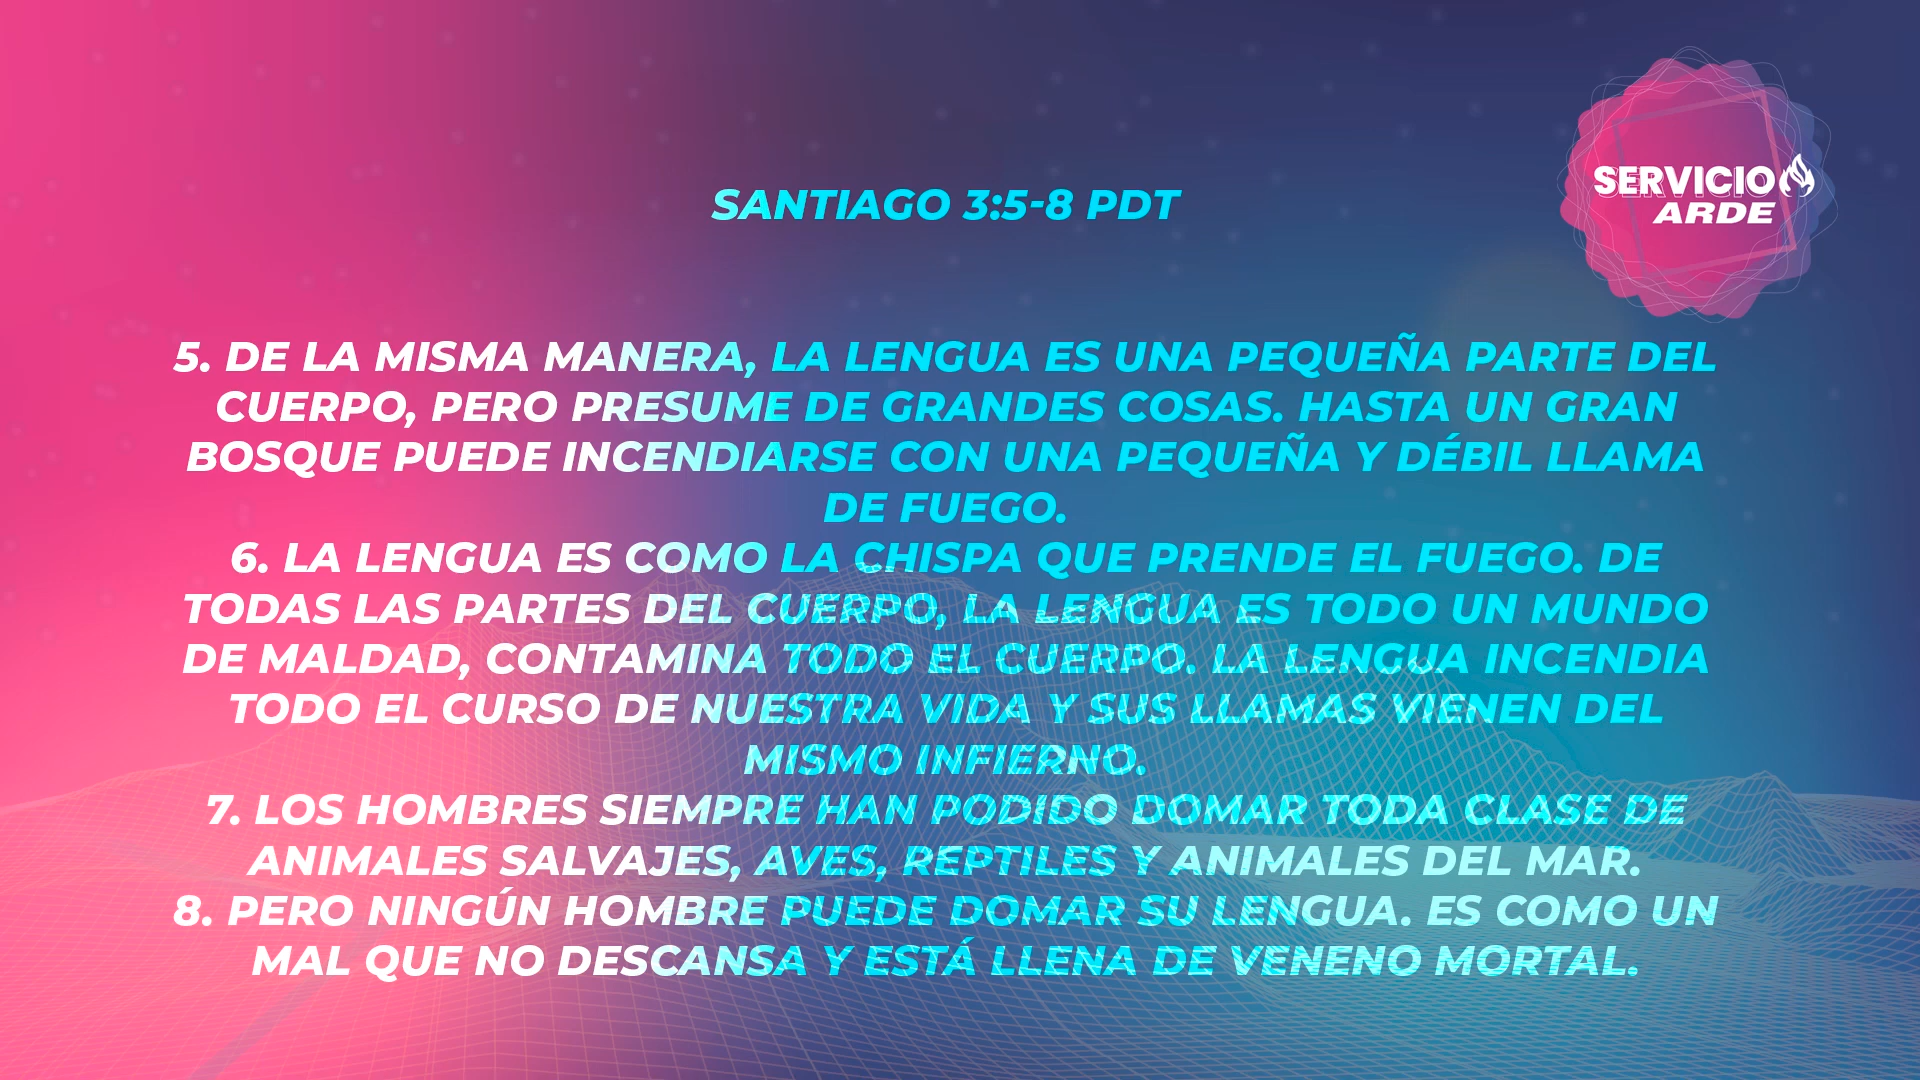 SERVICIO
ARDE
SANTIAGO 3:5-8 PDT
5. DE LA MISMA MANERA, LA LENGUA ES UNA PEQUEÑA PARTE DEL
CUERPO, PERO PRESUME DE GRANDES COSAS. HASTA UN GRAN
BOSQUE PUEDE INCENDIARSE CON UNA PEQUEÑA Y DÉBIL LLAMA
DE FUEGO.
6. LA LENGUA ES COMO LA CHISPA QUE PRENDE EL FUEGO. DE
TODAS LAS PARTES DEL CUERPO, LA LENGUA ES TODO UN MUNDO
DE MALDAD, CONTAMINA TODO EL CUERPO. LA LENGUA INCENDIA
TODO EL CURSO DE NUESTRA VIDA Y SUS LLAMAS VIENEN DEL
MISMO INFIERNO.
7. LOS HOMBRES SIEMPRE HAN PODIDO DOMAR TODA CLASE DE
ANIMALES SALVAJES, AVES, REPTILES Y ANIMALES DEL MAR.
8. PERO NINGÚN HOMBRE PUEDE DOMAR SU LENGUA. ES COMO UN
MAL QUE NO DESCANSA Y ESTÁ LLENA DE VENENO MORTAL.